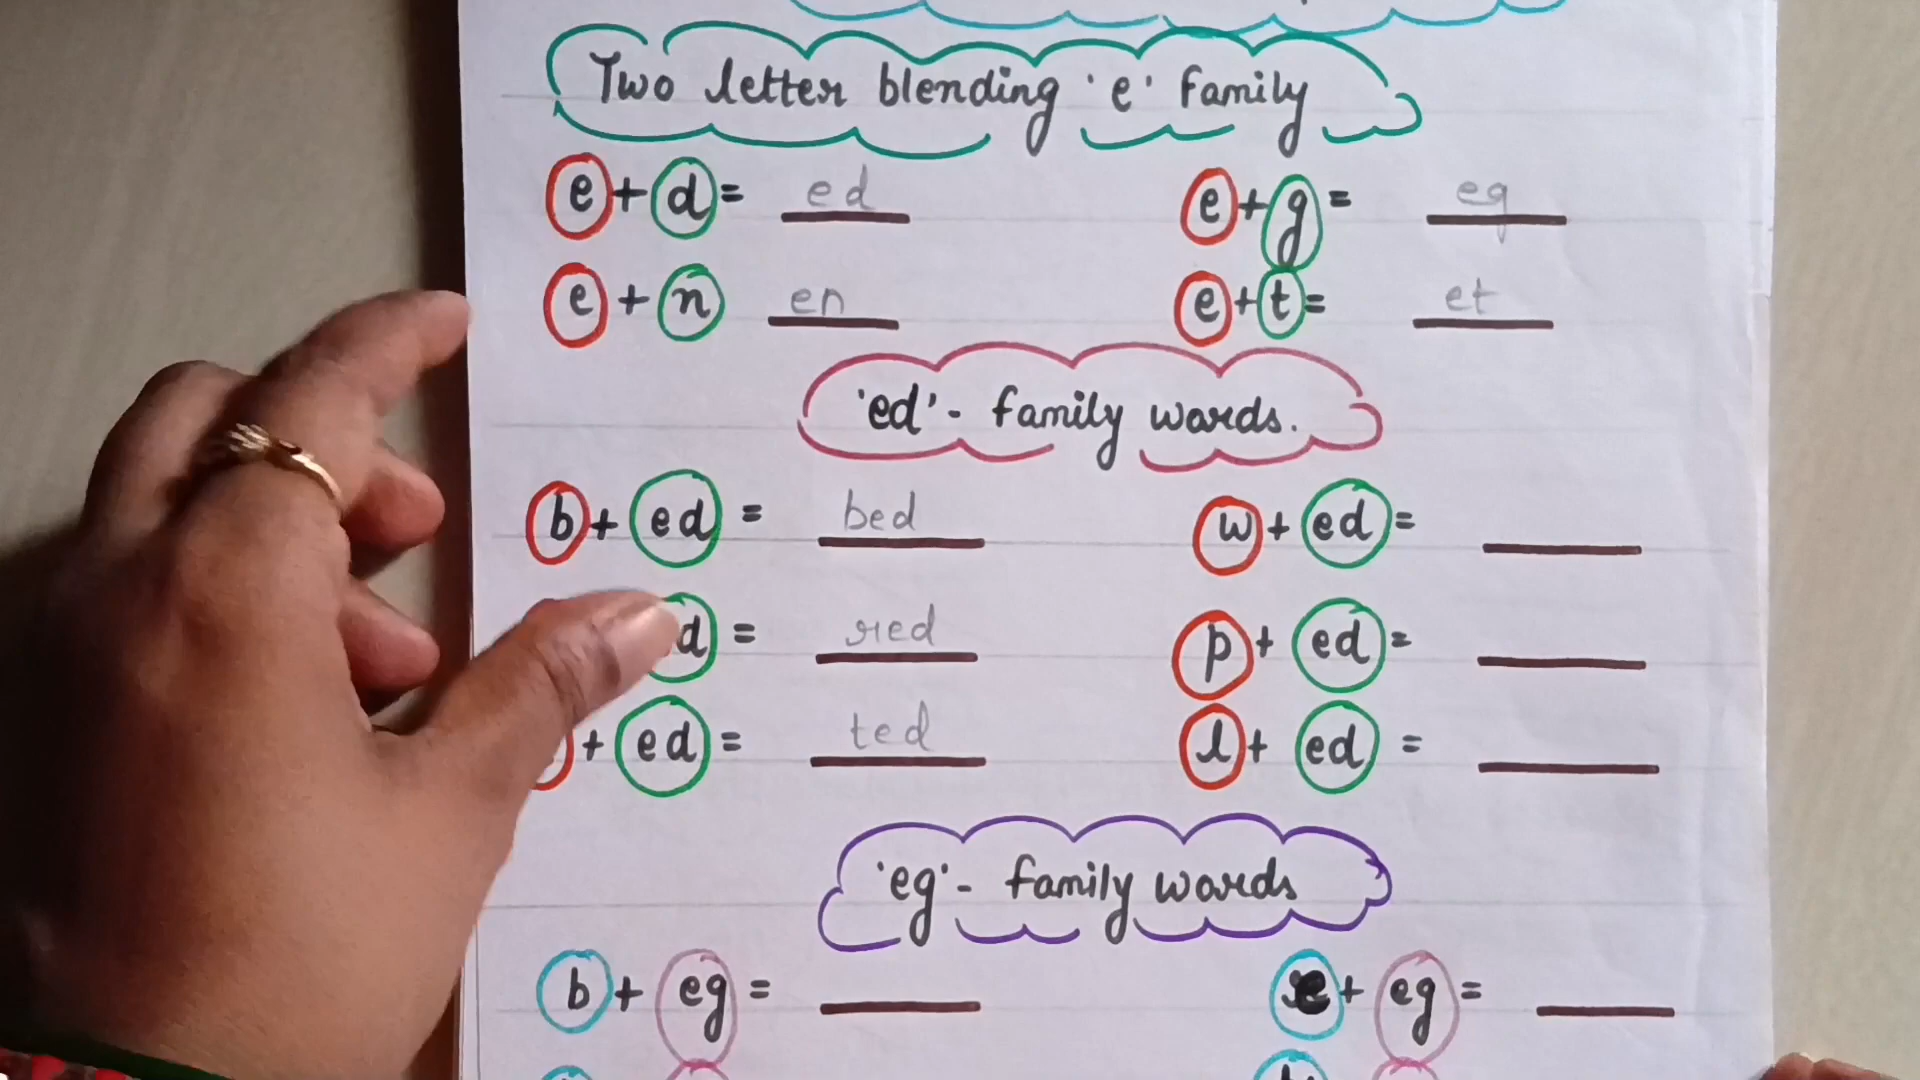 Two letter blending 'e' family
e + d = ed e + g = eg
e + n en e + t = et
'ed' - family words.
b + ed = bed w + ed =
d = red p + ed =
+ ed = ted l + ed =
'eg' - family words
b + eg = + eg =